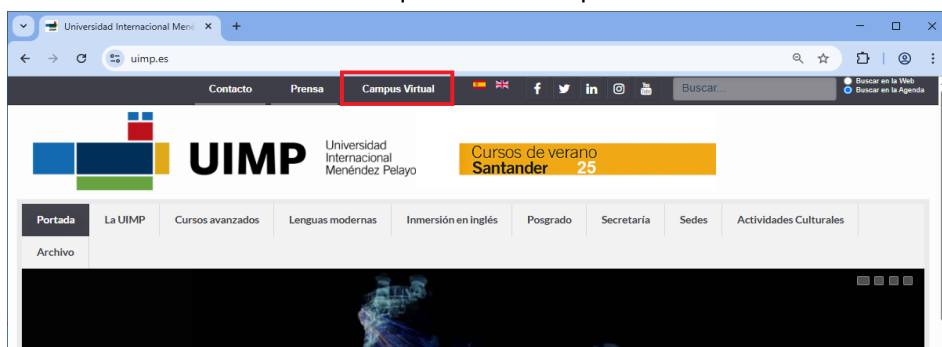 Universidad Internacional Mené
uimp.es
Contacto Prensa Campus Virtual
Buscar...
Buscar en la Web
Buscar en la Agenda
UIMP
Universidad
Internacional
Menéndez Pelayo
Cursos de verano
Santander 25
Portada La UIMP Cursos avanzados Lenguas modernas Inmersión en inglés Posgrado Secretaría Sedes Actividades Culturales
Archivo